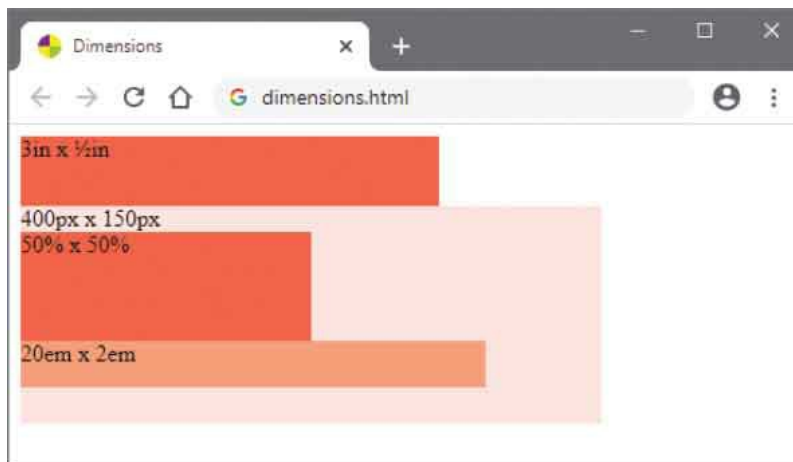 Dimensions
dimensions.html
3in x ½in
400px x 150px
50% x 50%
20em x 2em